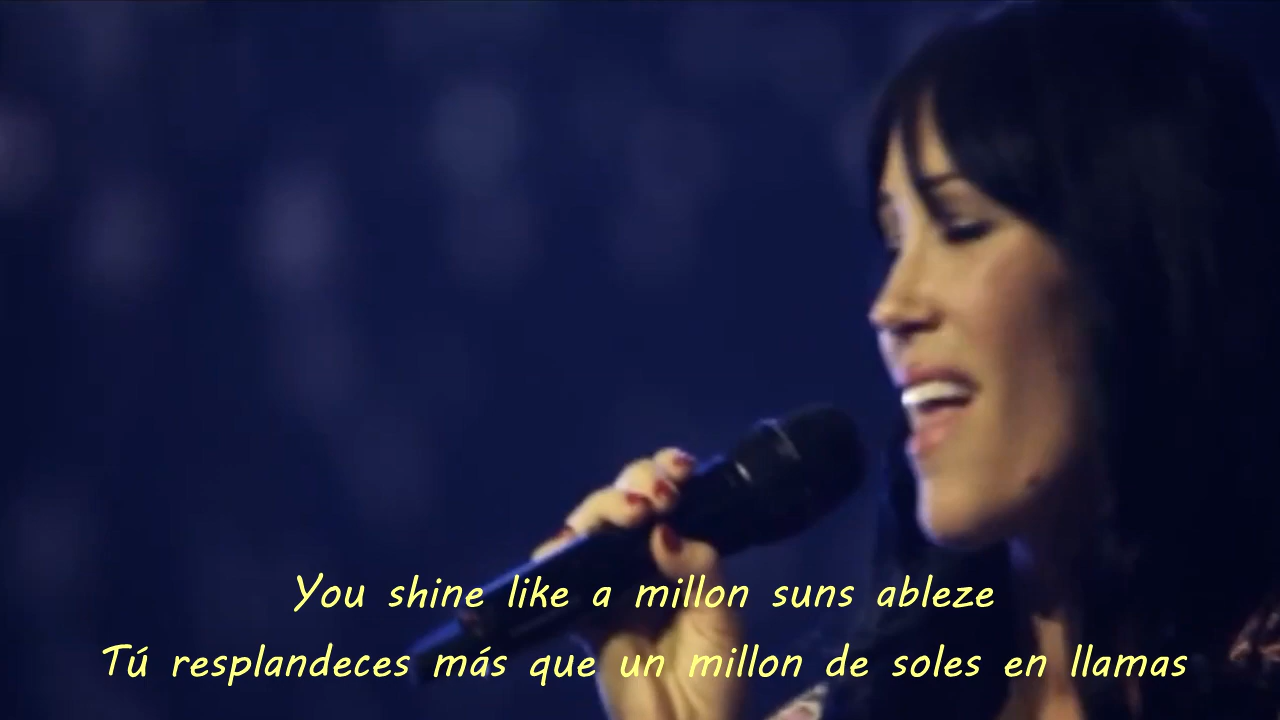 You shine like a millon suns ableze
Tú resplandeces más que un millon de soles en llamas